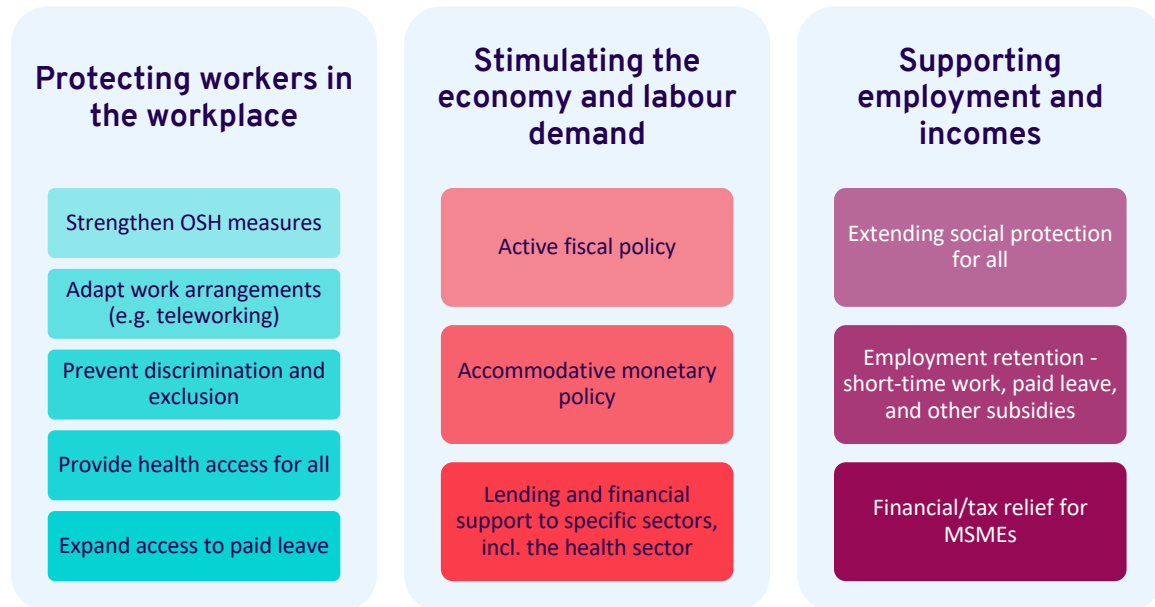 Protecting workers in
the workplace
Strengthen OSH measures
Adapt work arrangements
(e.g. teleworking)
Prevent discrimination and
exclusion
Provide health access for all
Expand access to paid leave
Stimulating the
economy and labour
demand
Active fiscal policy
Accommodative monetary
policy
Lending and financial
support to specific sectors,
incl. the health sector
Supporting
employment and
incomes
Extending social protection
for all
Employment retention -
short-time work, paid leave,
and other subsidies
Financial/tax relief for
MSMEs